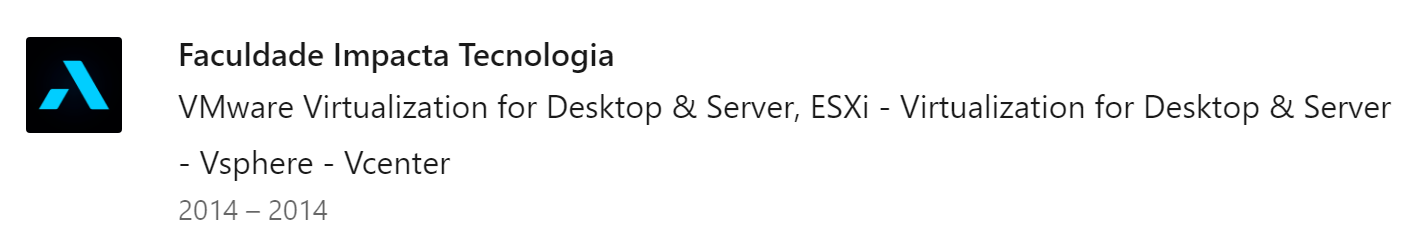 Faculdade Impacta Tecnologia
VMware Virtualization for Desktop & Server, ESXi - Virtualization for Desktop & Server
- Vsphere - Vcenter
2014 – 2014